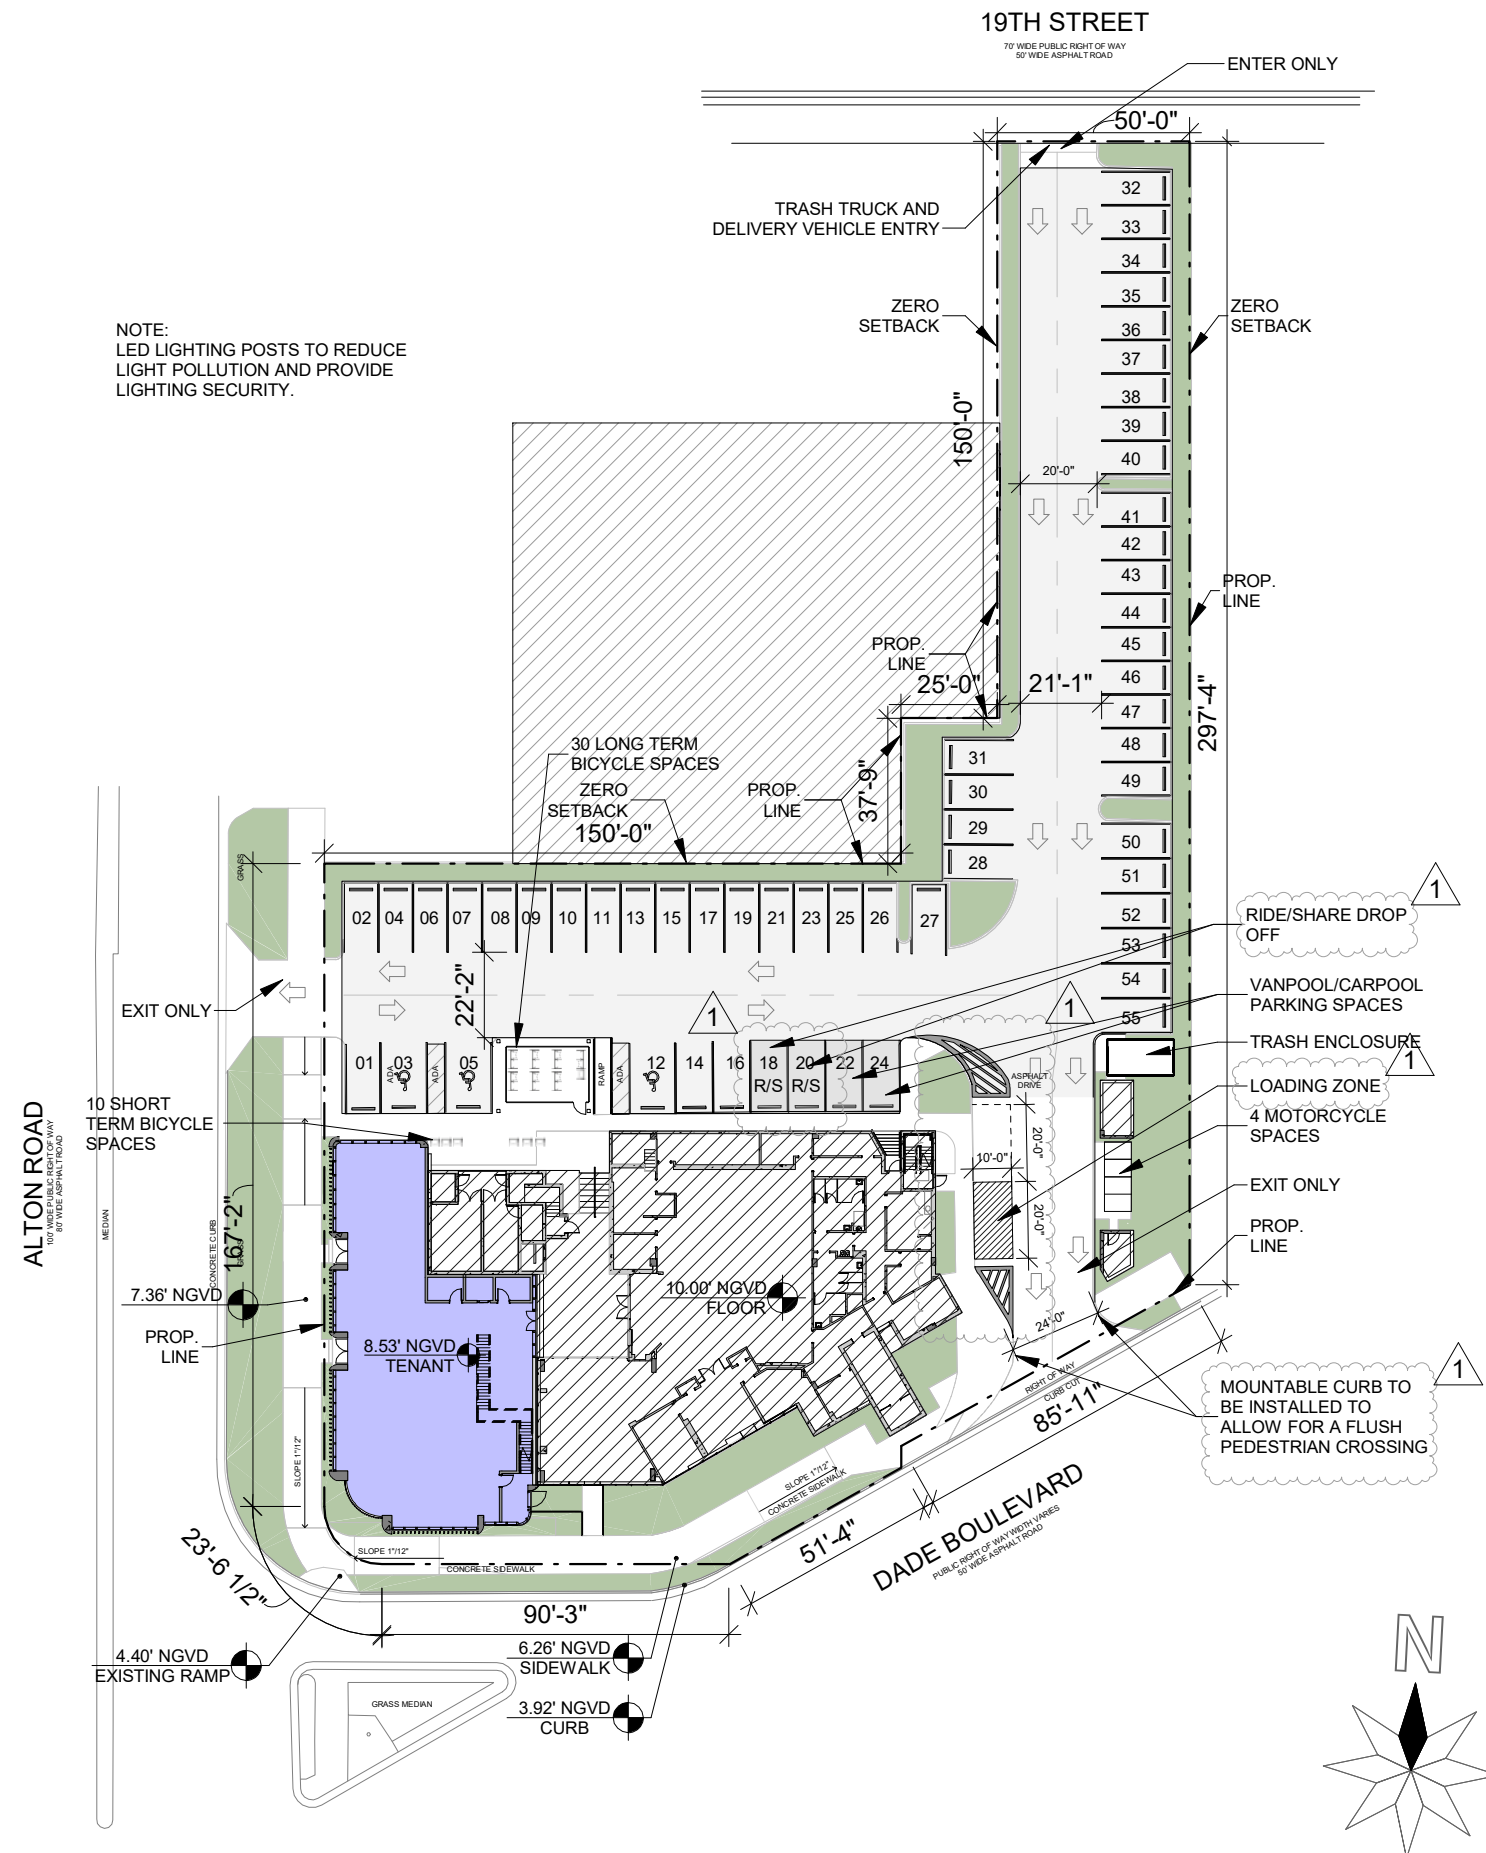 19TH STREET
70' WIDE PUBLIC RIGHT OF WAY
50' WIDE ASPHALT ROAD
ENTER ONLY
50'-0"
TRASH TRUCK AND
DELIVERY VEHICLE ENTRY
NOTE:
LED LIGHTING POSTS TO REDUCE
LIGHT POLLUTION AND PROVIDE
LIGHTING SECURITY.
ZERO
SETBACK
ZERO
SETBACK
32
33
34
35
36
37
38
39
40
150'-0"
20'-0"
41
42
43
44
45
46
47
48
49
PROP.
LINE
PROP.
LINE
25'-0"
21'-1"
297'-4"
30 LONG TERM
BICYCLE SPACES
ZERO
SETBACK
150'-0"
PROP.
LINE
37'-9"
31
30
29
28
50
51
52
53
54
55
GRASS
02 04 06 07 08 09 10 11 13 15 17 19 21 23 25 26 27
1
RIDE/SHARE DROP
OFF
VANPOOL/CARPOOL
PARKING SPACES
EXIT ONLY
22'-2"
1
1
TRASH ENCLOSURE
1
LOADING ZONE
4 MOTORCYCLE
SPACES
01 03 05 12 14 16 18 20 22 24
R/S R/S
ADA
ADA
RAMP
ADA
ASPHALT
DRIVE
10 SHORT
TERM BICYCLE
SPACES
ALTON ROAD
100' WIDE PUBLIC RIGHT OF WAY
80' WIDE ASPHALT ROAD
MEDIAN
CONCRETE CURB
167'-2"
20'-0"
10'-0"
20'-0"
EXIT ONLY
PROP.
LINE
7.36' NGVD
PROP.
LINE
10.00' NGVD
FLOOR
8.53' NGVD
TENANT
24'-0"
RIGHT OF WAY
CURB CUT
85'-11"
1
MOUNTABLE CURB TO
BE INSTALLED TO
ALLOW FOR A FLUSH
PEDESTRIAN CROSSING
SLOPE 1"/12"
SLOPE 1"/12"
CONCRETE SIDEWALK
DADE BOULEVARD
PUBLIC RIGHT OF WAY WIDTH VARIES
50' WIDE ASPHALT ROAD
51'-4"
23'-6 1/2"
SLOPE 1"/12"
CONCRETE SIDEWALK
90'-3"
4.40' NGVD
EXISTING RAMP
6.26' NGVD
SIDEWALK
3.92' NGVD
CURB
GRASS MEDIAN
N